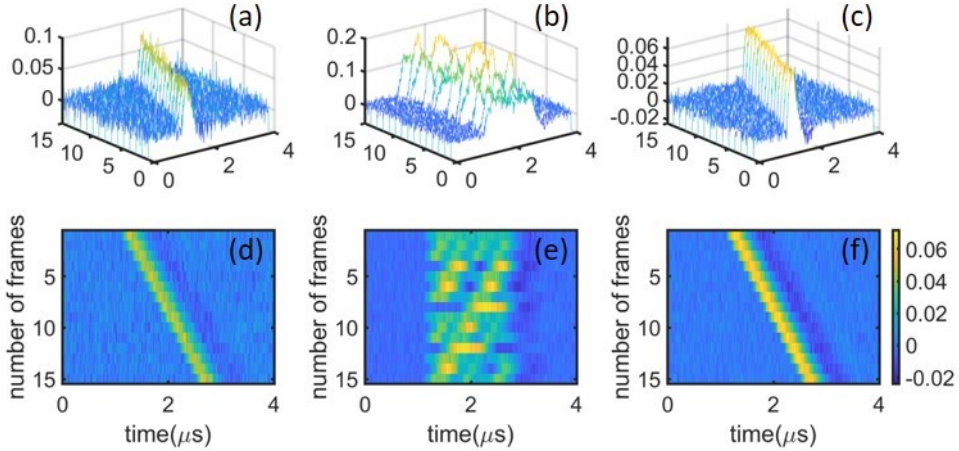 (a) (b) (c)
0.1 0.2 0.06
0.05 0.1 0.04
0.02
0 0 0
-0.02
15 15 15
10 10 10
5 5 5
0 0 2 4 0 0 2 4 0 0 2 4
number of frames number of frames number of frames
(d) (e) (f)
5 5 5
10 10 10
15 15 15
0 2 4 0 2 4 0 2 4
time(μs) time(μs) time(μs)
0.06
0.04
0.02
0
-0.02